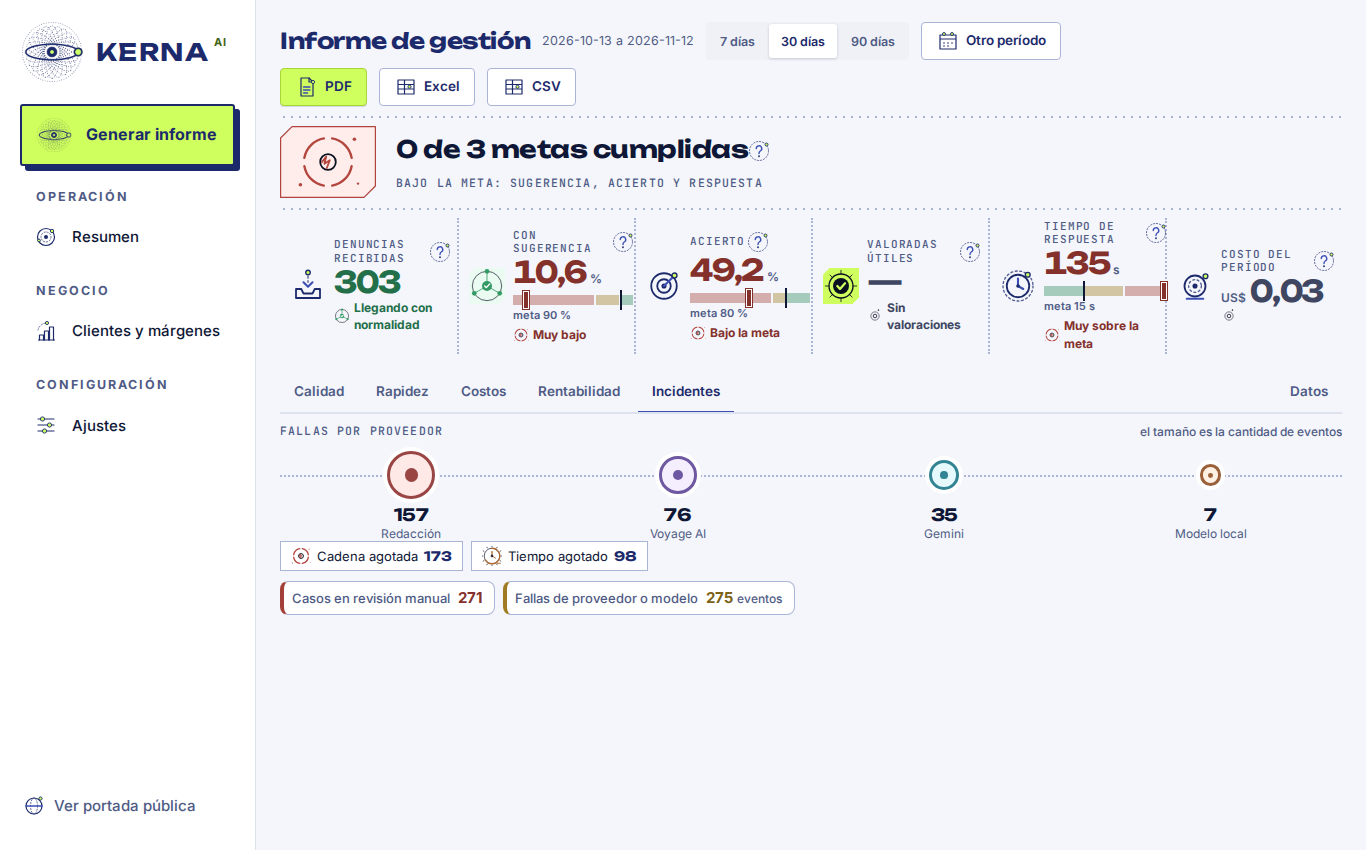 KERNA AI
Generar informe
OPERACIÓN
Resumen
NEGOCIO
Clientes y márgenes
CONFIGURACIÓN
Ajustes
Ver portada pública
Informe de gestión 2026-10-13 a 2026-11-12 7 días 30 días 90 días Otro período
PDF Excel CSV
0 de 3 metas cumplidas ?
BAJO LA META: SUGERENCIA, ACIERTO Y RESPUESTA
DENUNCIAS
RECIBIDAS ?
303
Llegando con
normalidad
CON
SUGERENCIA ?
10,6 %
meta 90 %
Muy bajo
ACIERTO ?
49,2 %
meta 80 %
Bajo la meta
VALORADAS
ÚTILES ?
—
Sin
valoraciones
TIEMPO DE
RESPUESTA ?
135 s
meta 15 s
Muy sobre la
meta
COSTO DEL
PERÍODO ?
US$ 0,03
Calidad Rapidez Costos Rentabilidad Incidentes Datos
FALLAS POR PROVEEDOR el tamaño es la cantidad de eventos
157 76 35 7
Redacción Voyage AI Gemini Modelo local
Cadena agotada 173 Tiempo agotado 98
Casos en revisión manual 271 Fallas de proveedor o modelo 275 eventos